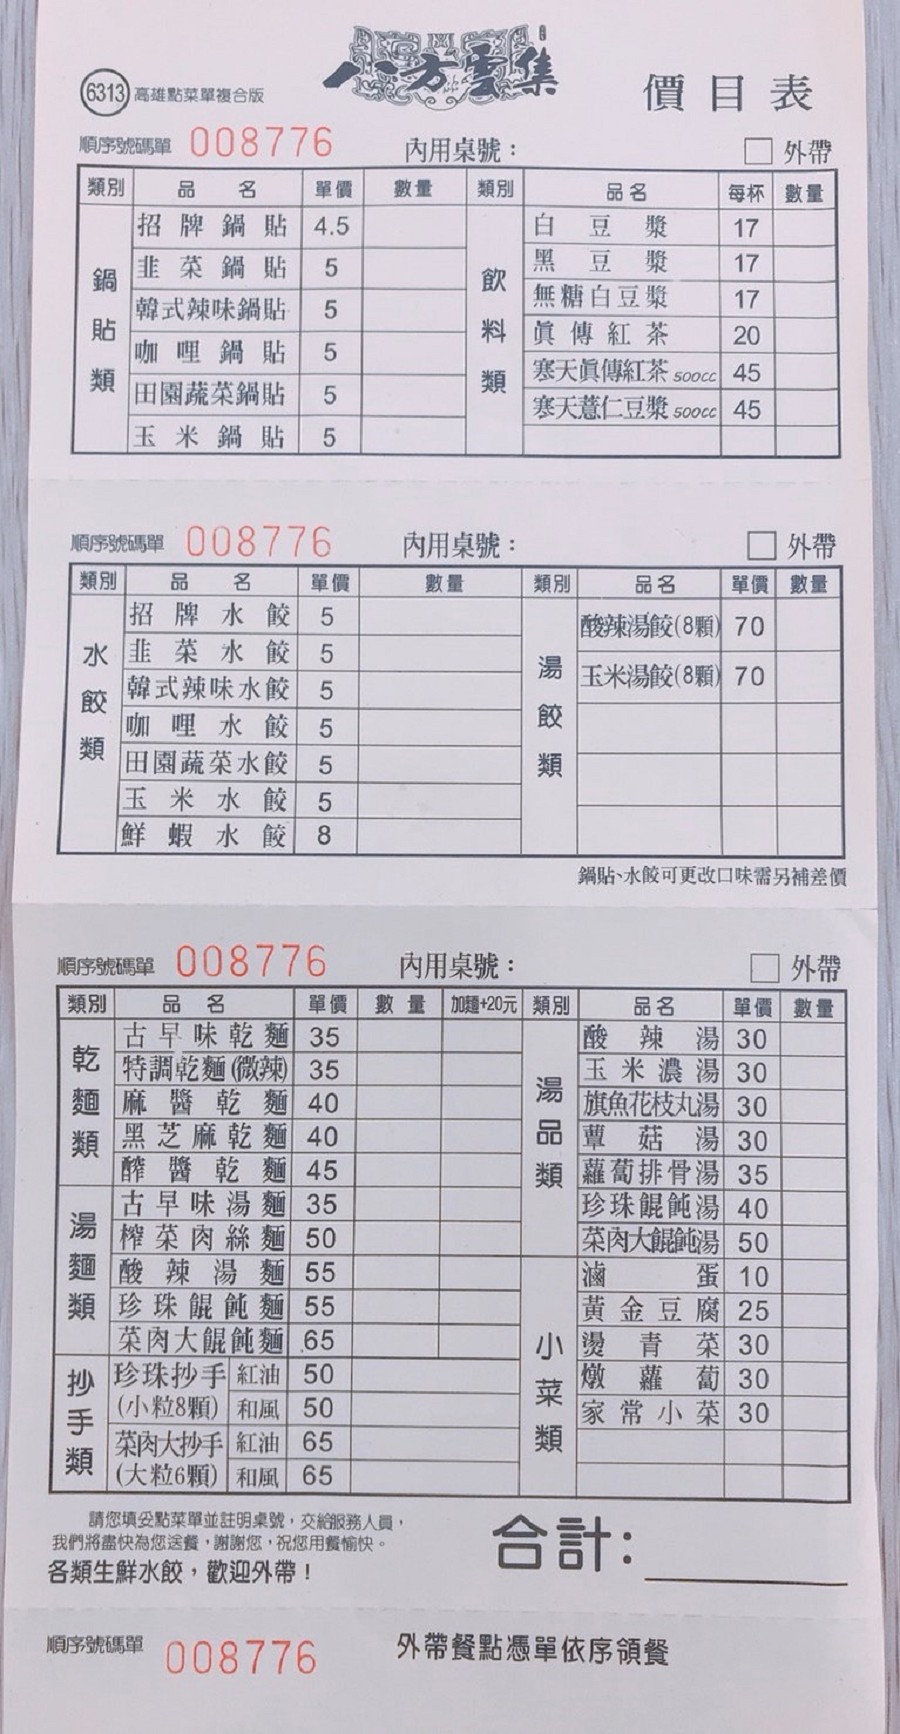 八方雲集
價目表
6313 高雄點菜單複合版
順序號碼單 008776 內用桌號： 外帶
類別 品名 單價 數量 類別 品名 每杯 數量
鍋貼類
招牌鍋貼 4.5
韭菜鍋貼 5
韓式辣味鍋貼 5
咖哩鍋貼 5
田園蔬菜鍋貼 5
玉米鍋貼 5
飲料類
白豆漿 17
黑豆漿 17
無糖白豆漿 17
真傳紅茶 20
寒天真傳紅茶 500cc 45
寒天薏仁豆漿 500cc 45
順序號碼單 008776 內用桌號： 外帶
類別 品名 單價 數量 類別 品名 單價 數量
水餃類
招牌水餃 5
韭菜水餃 5
韓式辣味水餃 5
咖哩水餃 5
田園蔬菜水餃 5
玉米水餃 5
鮮蝦水餃 8
湯餃類
酸辣湯餃(8顆) 70
玉米湯餃(8顆) 70
鍋貼、水餃可更改口味需另補差價
順序號碼單 008776 內用桌號： 外帶
類別 品名 單價 數量 加麵+20元 類別 品名 單價 數量
乾麵類
古早味乾麵 35
特調乾麵(微辣) 35
麻醬乾麵 40
黑芝麻乾麵 40
醡醬乾麵 45
湯麵類
古早味湯麵 35
榨菜肉絲麵 50
酸辣湯麵 55
珍珠餛飩麵 55
菜肉大餛飩麵 65
抄手類
珍珠抄手 紅油 50
(小粒8顆) 和風 50
菜肉大抄手 紅油 65
(大粒6顆) 和風 65
湯品類
酸辣湯 30
玉米濃湯 30
旗魚花枝丸湯 30
蕈菇湯 30
蘿蔔排骨湯 35
珍珠餛飩湯 40
菜肉大餛飩湯 50
小菜類
滷蛋 10
黃金豆腐 25
燙青菜 30
燉蘿蔔 30
家常小菜 30
請您填妥點菜單並註明桌號，交給服務人員，
我們將盡快為您送餐，謝謝您，祝您用餐愉快。
各類生鮮水餃，歡迎外帶！
合計：
順序號碼單 008776 外帶餐點憑單依序領餐